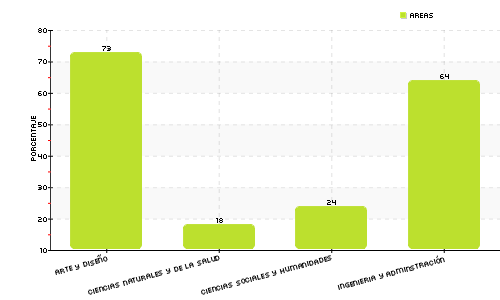 AREAS
80
70
60
50
40
30
20
10
PORCENTAJE
73
18
24
64
ARTE Y DISEÑO
CIENCIAS NATURALES Y DE LA SALUD
CIENCIAS SOCIALES Y HUMANIDADES
INGENIERIA Y ADMINSTRACIÓN